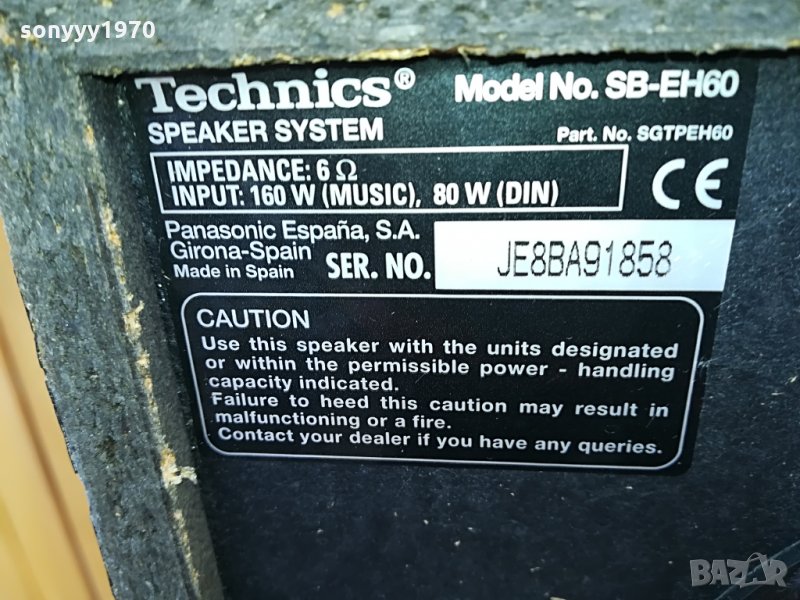 sonyyy1970
Technics® Model No. SB-EH60
SPEAKER SYSTEM Part. No. SGTPEH60
IMPEDANCE: 6 Ω
INPUT: 160 W (MUSIC), 80 W (DIN)
CE
Panasonic España, S.A.
Girona-Spain
Made in Spain SER. NO. JE8BA91858
CAUTION
Use this speaker with the units designated
or within the permissible power - handling
capacity indicated.
Failure to heed this caution may result in
malfunctioning or a fire.
Contact your dealer if you have any queries.
BAZAR